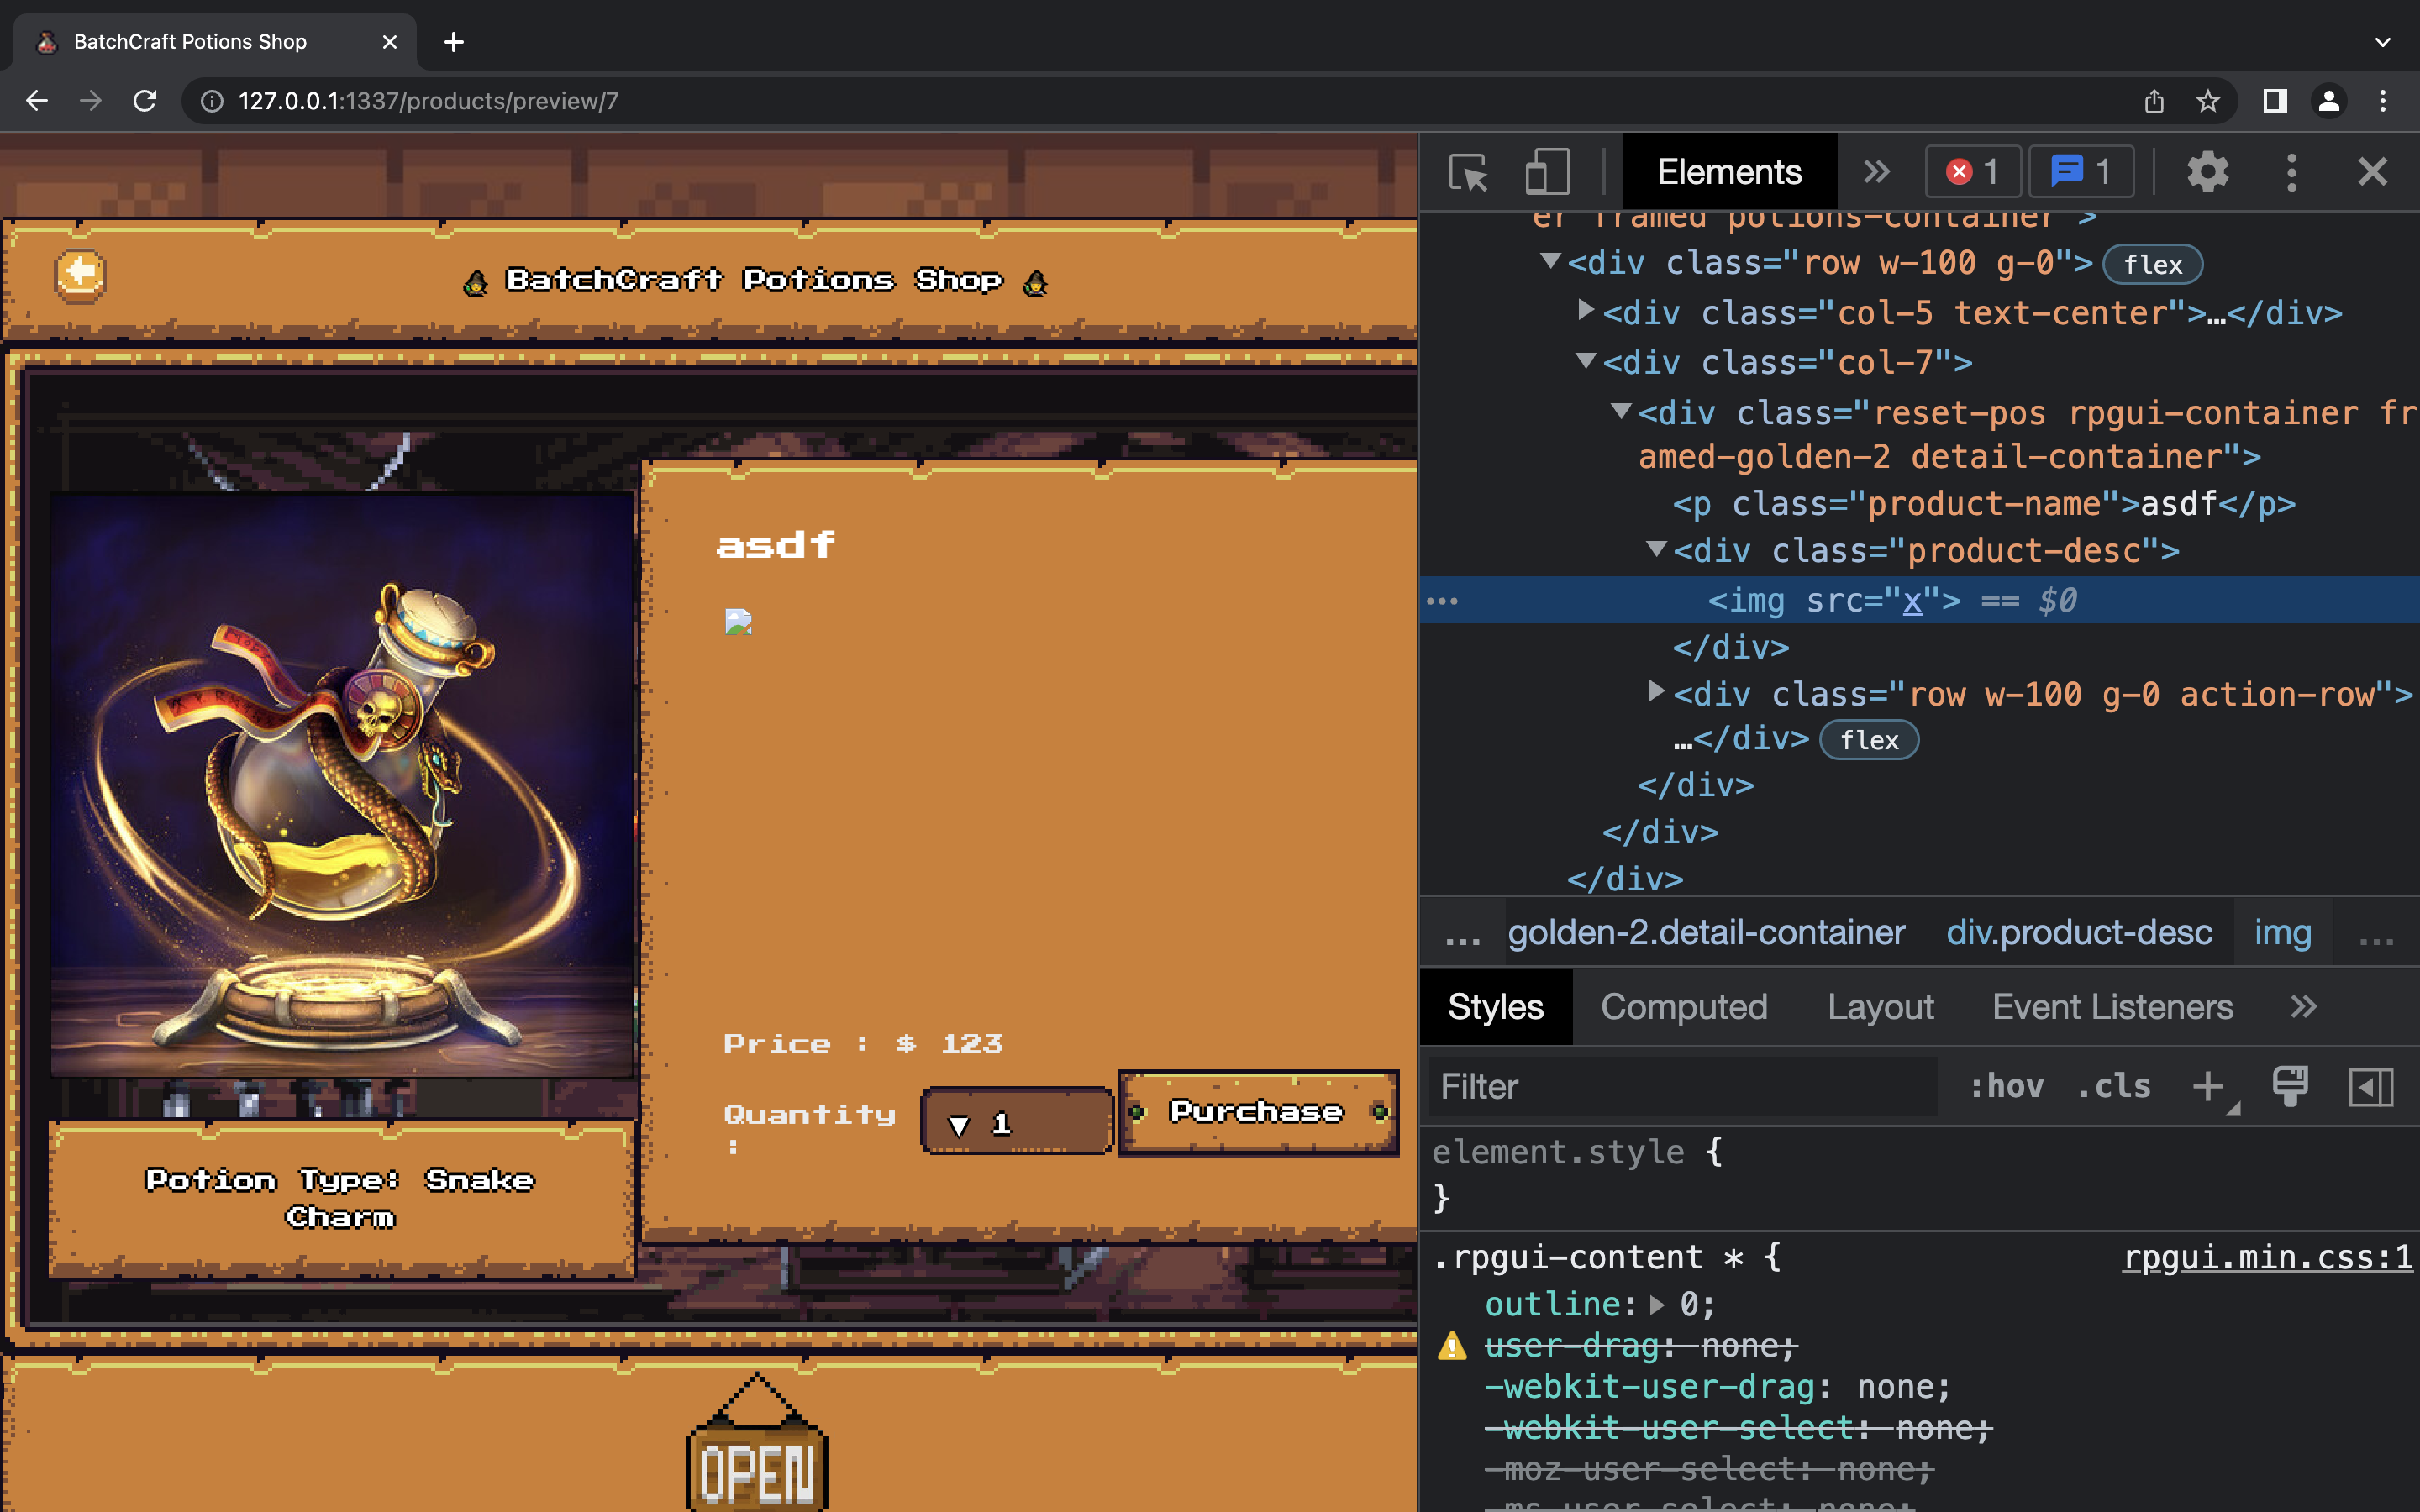 BatchCraft Potions Shop
127.0.0.1:1337/products/preview/7
BatchCraft Potions Shop
asdf
Price : $ 123
Quantity
:
1
Purchase
Potion Type: Snake
Charm
OPEN
Elements
1
1
er framed potions-container">
<div class="row w-100 g-0"> flex
<div class="col-5 text-center">…</div>
<div class="col-7">
<div class="reset-pos rpgui-container fr
amed-golden-2 detail-container">
<p class="product-name">asdf</p>
<div class="product-desc">
<img src="x"> == $0
</div>
<div class="row w-100 g-0 action-row">
…</div> flex
</div>
</div>
</div>
... golden-2.detail-container div.product-desc img ...
Styles Computed Layout Event Listeners
Filter
:hov .cls
element.style {
}
.rpgui-content * { rpgui.min.css:1
outline: 0;
user-drag: none;
-webkit-user-drag: none;
-webkit-user-select: none;
-moz-user-select: none;
-ms-user-select: none;